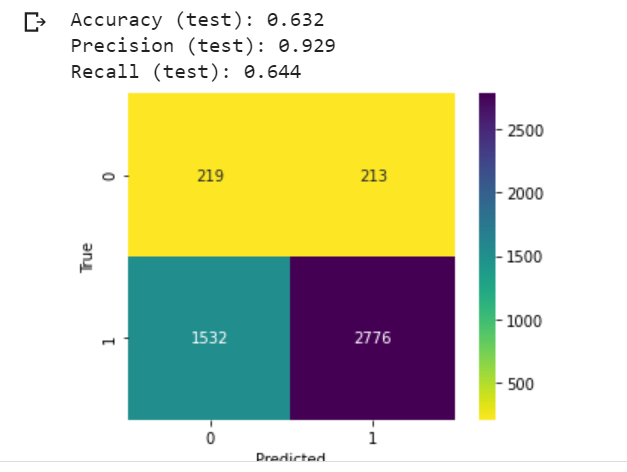 Accuracy (test): 0.632
Precision (test): 0.929
Recall (test): 0.644
219 213
1532 2776
0
1
True
0 1
Predicted
2500
2000
1500
1000
500